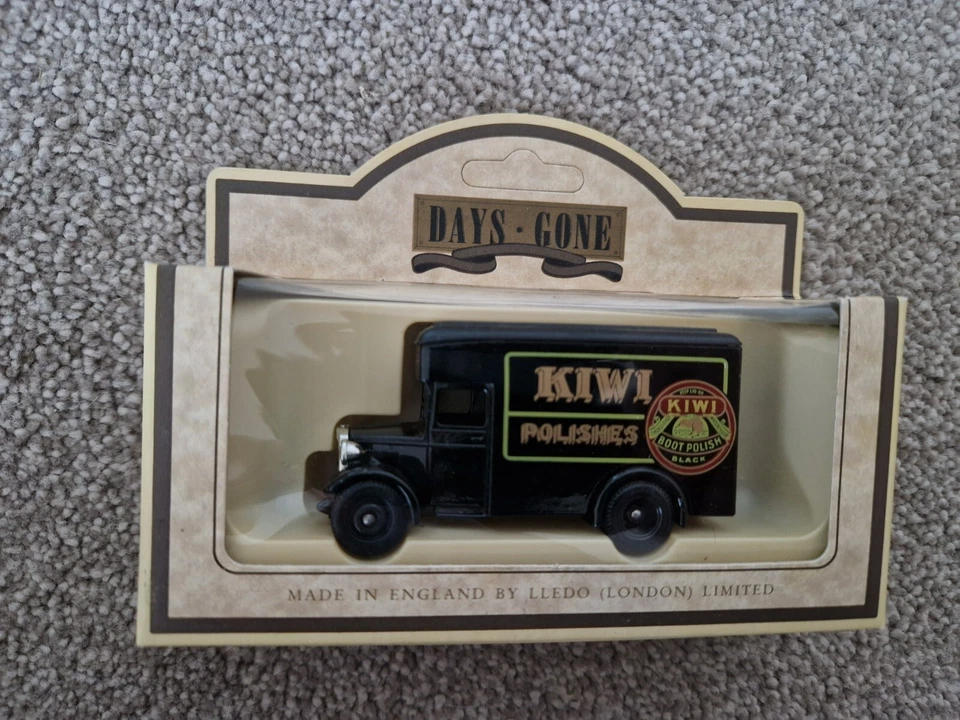 DAYS · GONE
KIWI
POLISHES
KIWI
BOOT POLISH
BLACK
MADE IN ENGLAND BY LLEDO (LONDON) LIMITED